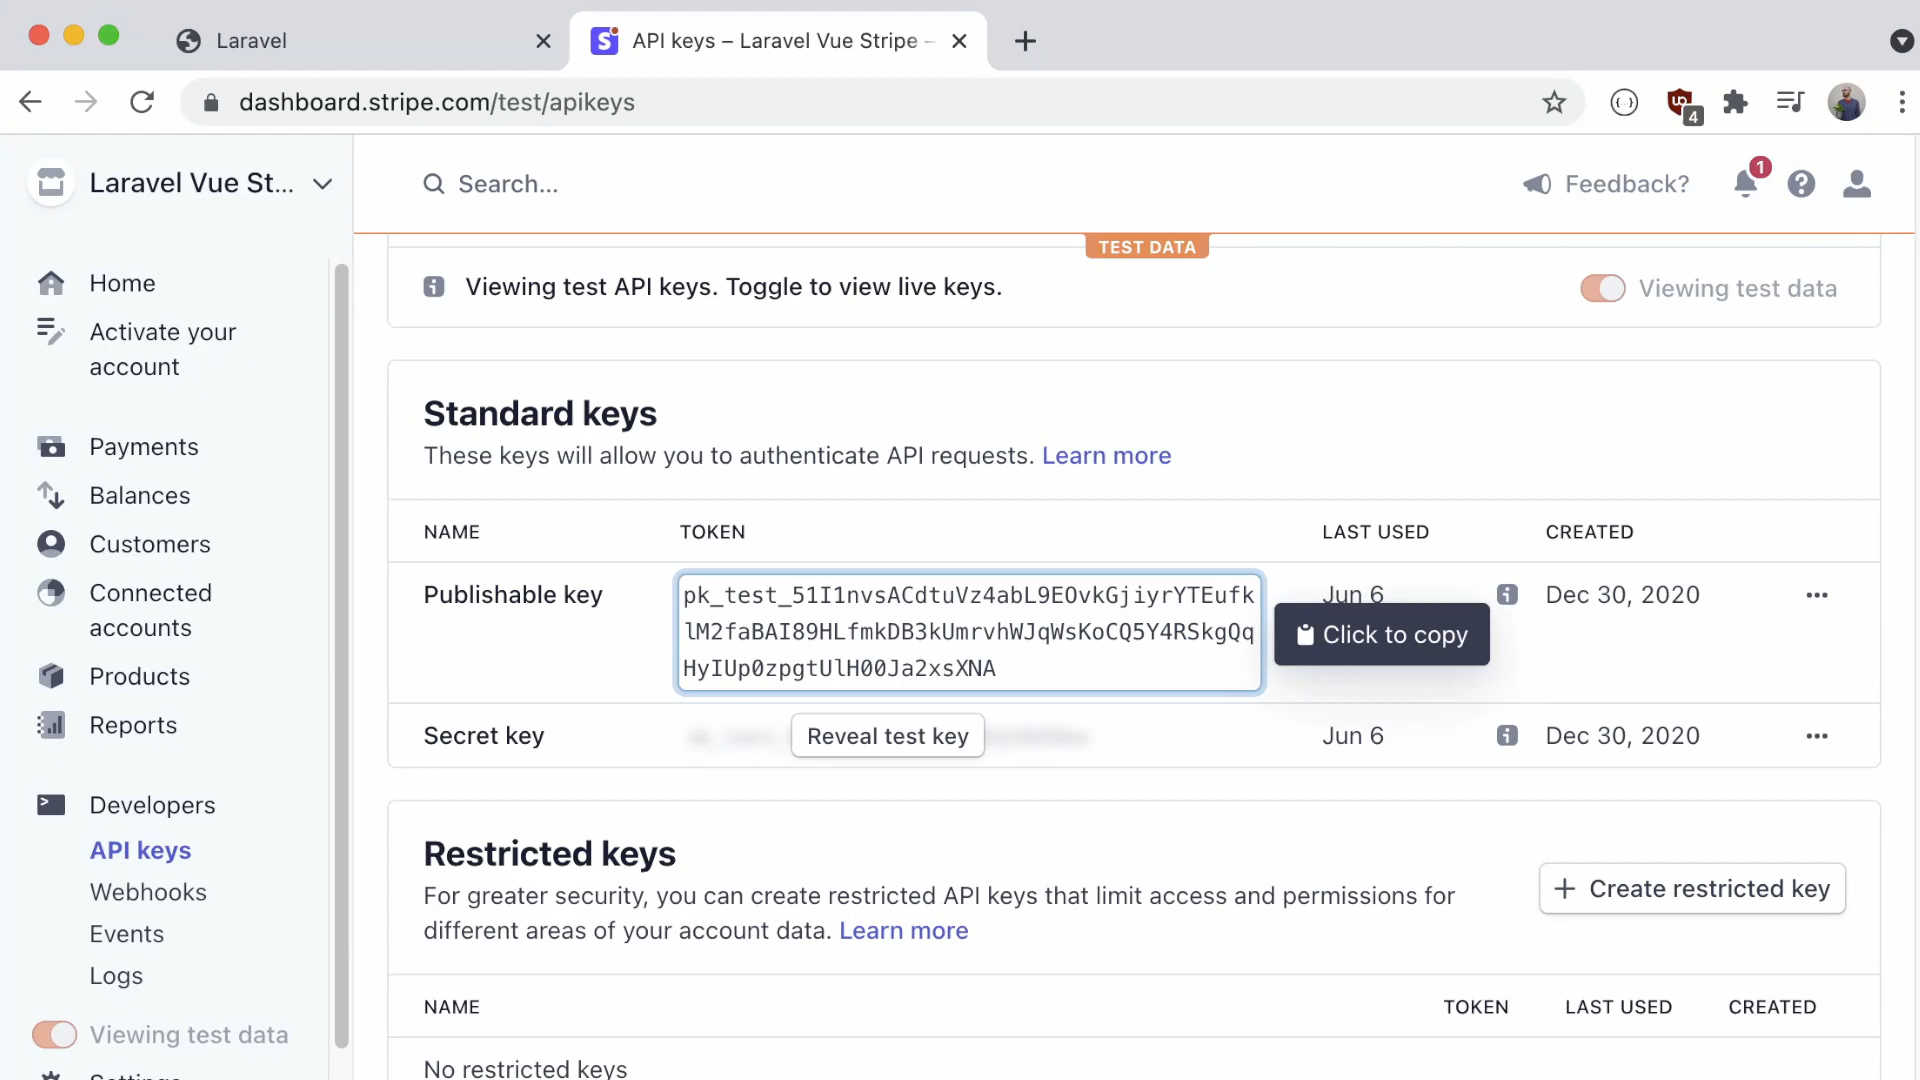 Laravel
API keys – Laravel Vue Stripe –
dashboard.stripe.com/test/apikeys
4
Laravel Vue St...
Search...
Feedback?
1
TEST DATA
Home
Activate your
account
Payments
Balances
Customers
Connected
accounts
Products
Reports
Developers
API keys
Webhooks
Events
Logs
Viewing test data
Viewing test API keys. Toggle to view live keys.
Viewing test data
Standard keys
These keys will allow you to authenticate API requests. Learn more
NAME TOKEN LAST USED CREATED
Publishable key pk_test_51I1nvsACdtuVz4abL9EOvkGjiyrYTEufk Jun 6 Dec 30, 2020
lM2faBAI89HLfmkDB3kUmrvhWJqWsKoCQ5Y4RSkgQq Click to copy
HyIUp0zpgtUlH00Ja2xsXNA
Secret key Reveal test key Jun 6 Dec 30, 2020
Restricted keys
For greater security, you can create restricted API keys that limit access and permissions for
different areas of your account data. Learn more
+ Create restricted key
NAME TOKEN LAST USED CREATED
No restricted keys